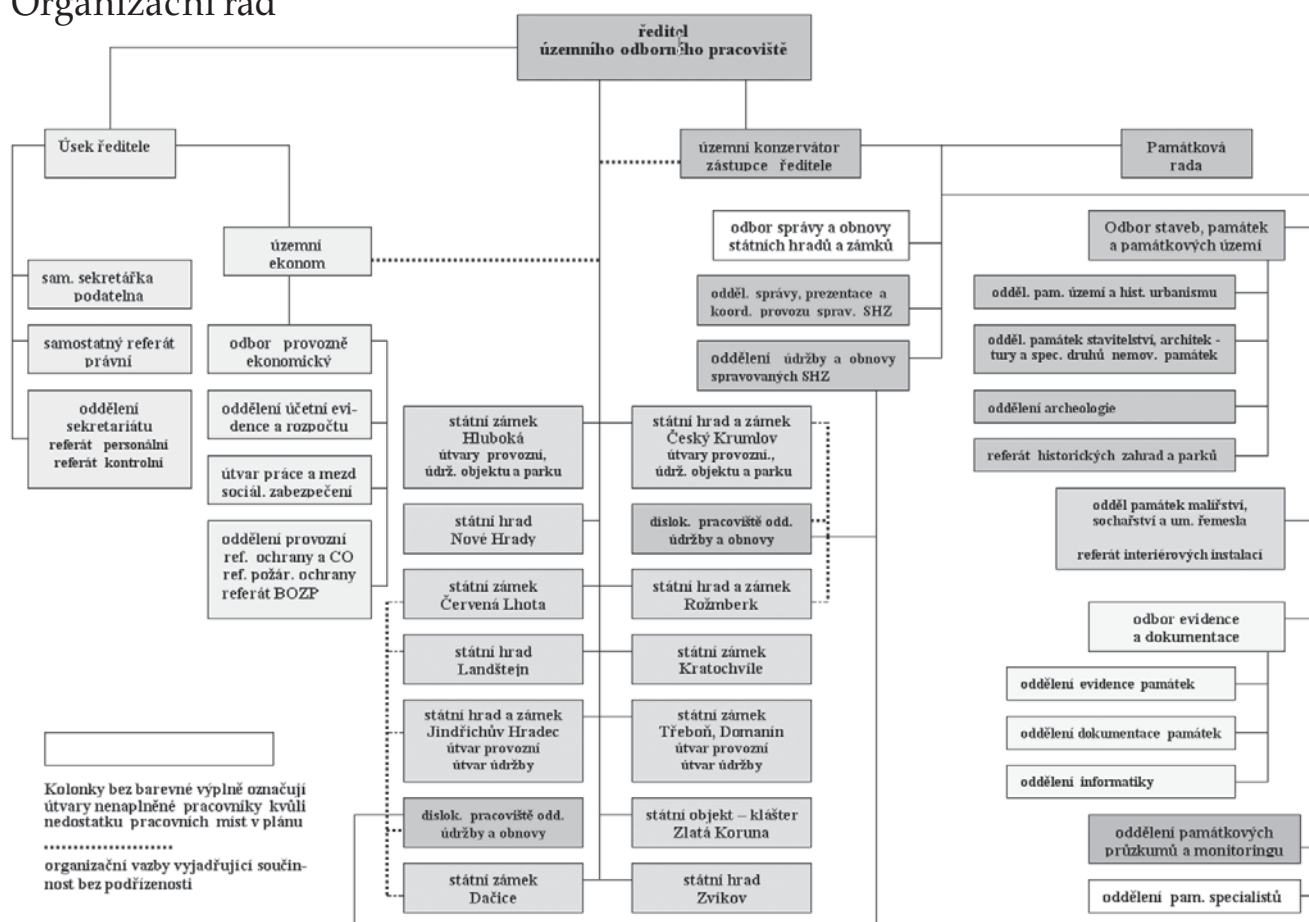 Organizační řád
ředitel
územního odborného pracoviště
Úsek ředitele
územní konzervátor
zástupce ředitele
Památková
rada
územní
ekonom
sam. sekretářka
podatelna
samostatný referát
právní
oddělení
sekretariátu
referát personální
referát kontrolní
odbor provozně
ekonomický
oddělení účetní evi-
dence a rozpočtu
útvar práce a mezd
sociál. zabezpečení
oddělení provozní
ref. ochrany a CO
ref. požár. ochrany
referát BOZP
odbor správy a obnovy
státních hradů a zámků
odděl. správy, prezentace a
koord. provozu sprav. SHZ
oddělení údržby a obnovy
spravovaných SHZ
státní zámek
Hluboká
útvary provozní,
údrž. objektu a parku
státní hrad
Nové Hrady
státní zámek
Červená Lhota
státní hrad
Landštejn
státní hrad a zámek
Jindřichův Hradec
útvar provozní
útvar údržby
dislok. pracoviště odd.
údržby a obnovy
státní zámek
Dačice
státní hrad a zámek
Český Krumlov
útvary provozní.,
údrž. objektu a parku
dislok. pracoviště odd.
údržby a obnovy
státní hrad a zámek
Rožmberk
státní zámek
Kratochvíle
státní zámek
Třeboň, Domanín
útvar provozní
útvar údržby
státní objekt – klášter
Zlatá Koruna
státní hrad
Zvíkov
Odbor staveb, památek
a památkových území
odděl. pam. území a hist. urbanismu
odděl. památek stavitelství, architek -
tury a spec. druhů nemov. památek
oddělení archeologie
referát historických zahrad a parků
odděl památek malířství,
sochařství a um. řemesla
referát interiérových instalací
odbor evidence
a dokumentace
oddělení evidence památek
oddělení dokumentace památek
oddělení informatiky
oddělení památkových
průzkumů a monitoringu
oddělení pam. specialistů
Kolonky bez barevné výplně označují
útvary nenaplněné pracovníky kvůli
nedostatku pracovních míst v plánu
organizační vazby vyjadřující součin-
nost bez podřízenosti